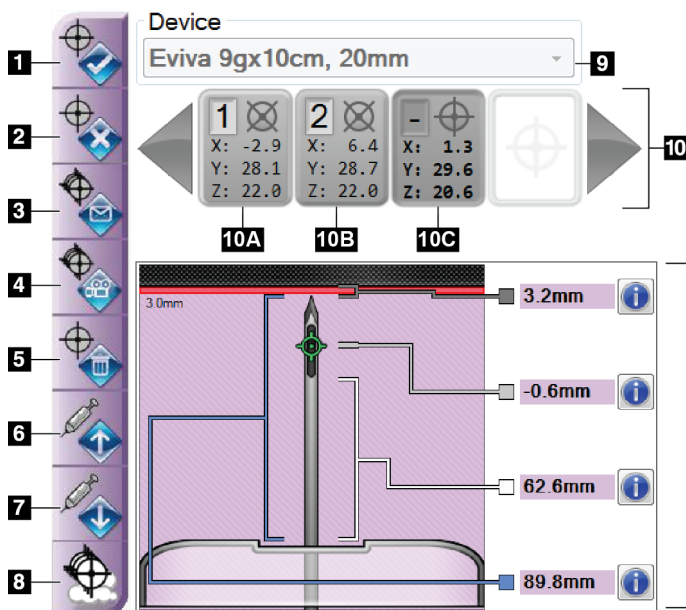 Device
1
Eviva 9gx10cm, 20mm
9
2
1
2
-
X: -2.9
X: 6.4
X: 1.3
Y: 28.1
Y: 28.7
Y: 29.6
10
Z: 22.0
Z: 22.0
Z: 20.6
3
10A
10B
10C
4
3.0mm
3.2mm
i
5
-0.6mm
i
6
62.6mm
i
7
8
89.8mm
i